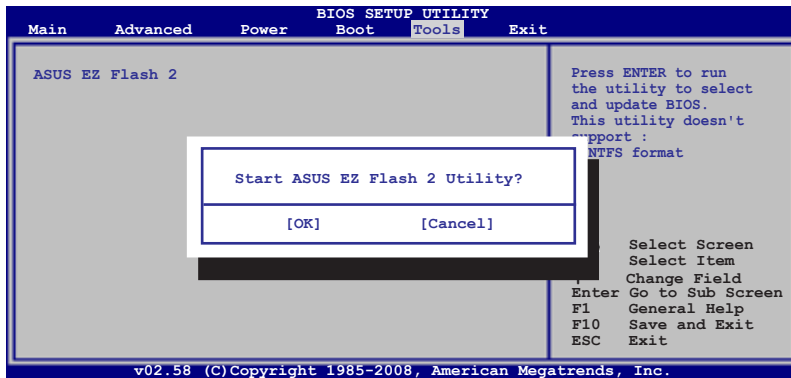 BIOS SETUP UTILITY
Main Advanced Power Boot Tools Exit
ASUS EZ Flash 2
Press ENTER to run
the utility to select
and update BIOS.
This utility doesn't
support :
NTFS format
Start ASUS EZ Flash 2 Utility?
[OK] [Cancel]
Select Screen
Select Item
Change Field
Enter Go to Sub Screen
F1 General Help
F10 Save and Exit
ESC Exit
v02.58 (C)Copyright 1985-2008, American Megatrends, Inc.